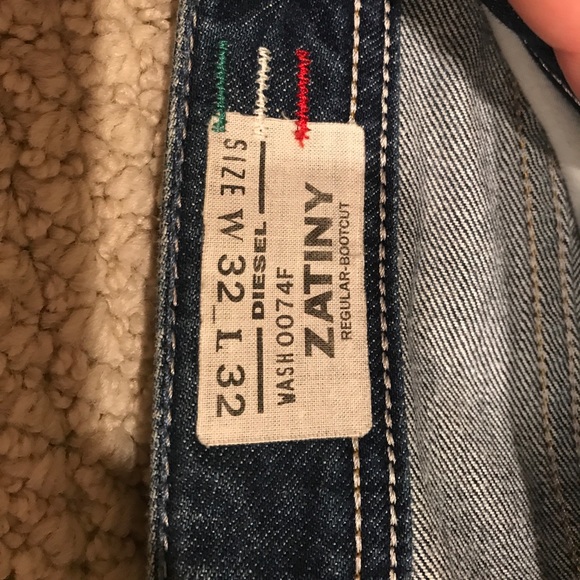 SIZE W 32 L 32
DIESEL
WASH 0074F
ZATINY
REGULAR-BOOTCUT